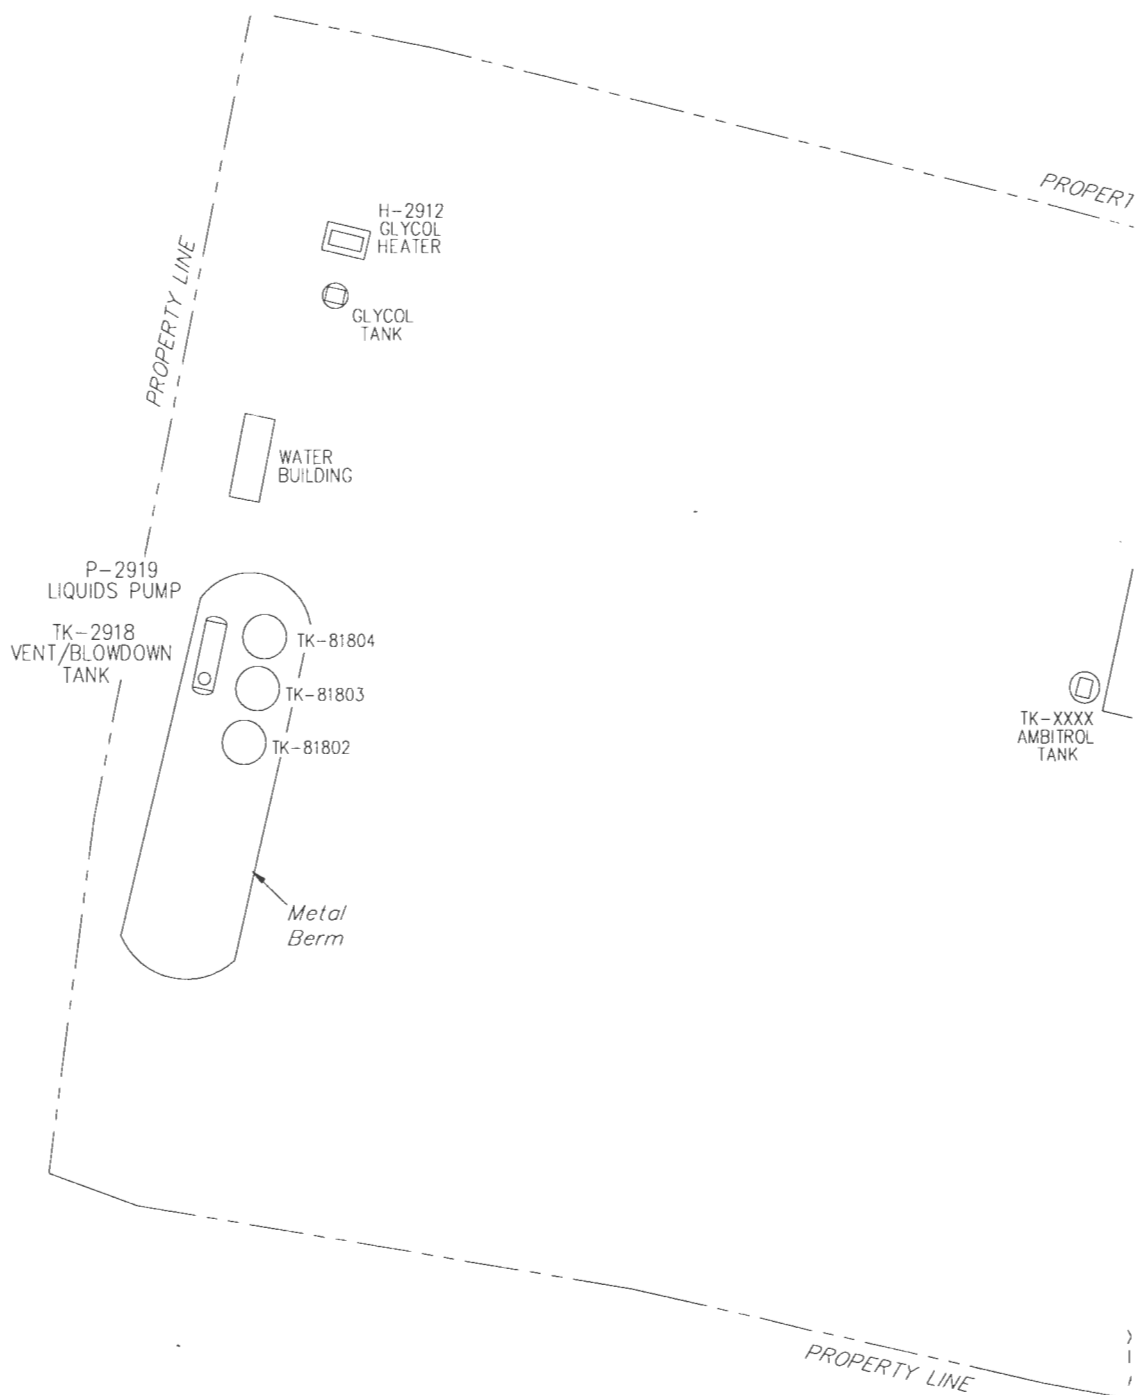 PROPERT
H-2912
GLYCOL
HEATER
PROPERTY LINE
GLYCOL
TANK
WATER
BUILDING
P-2919
LIQUIDS PUMP
TK-2918
VENT/BLOWDOWN
TANK
TK-81804
TK-81803
TK-81802
TK-XXXX
AMBITROL
TANK
Metal
Berm
PROPERTY LINE